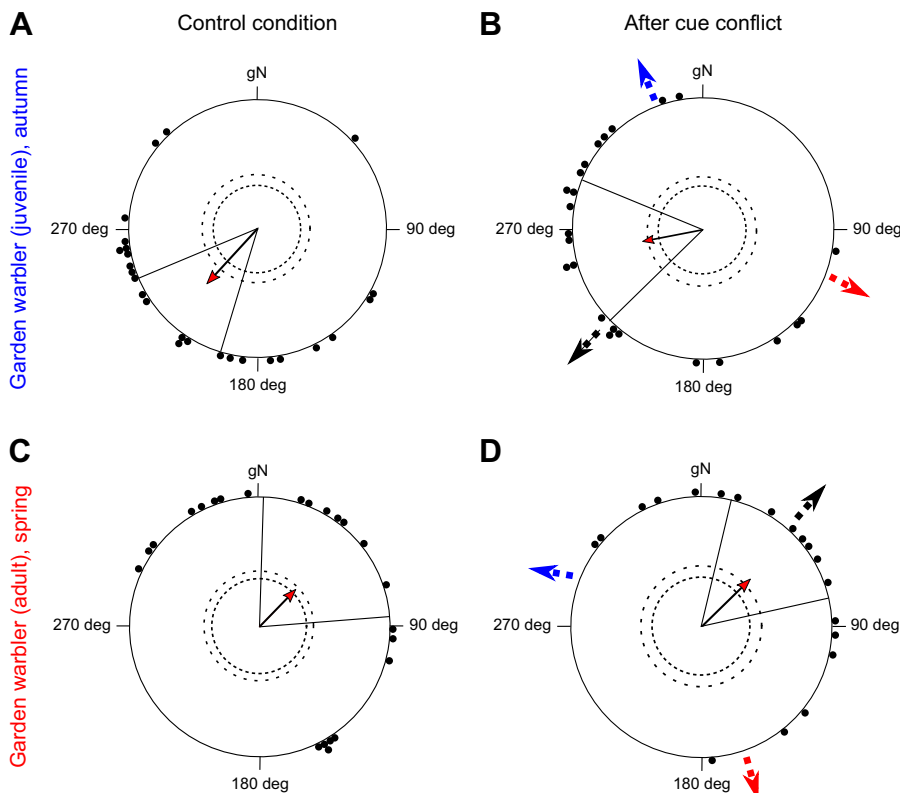 A
Control condition
B
After cue conflict
Garden warbler (juvenile), autumn
gN
270 deg
90 deg
180 deg
gN
270 deg
90 deg
180 deg
C
D
Garden warbler (adult), spring
gN
270 deg
90 deg
180 deg
gN
270 deg
90 deg
180 deg